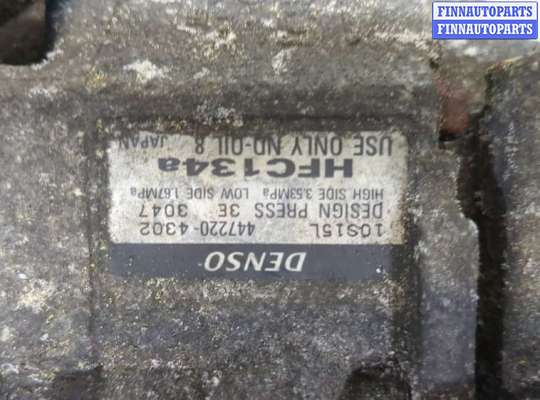 FINNAUTOPARTS
FINNAUTOPARTS
DENSO
10S15L 447220-4302
DESIGN PRESS 3E 3047
HIGH SIDE 3.53MPa LOW SIDE 1.67MPa
HFC134a
USE ONLY ND-OIL 8 JAPAN